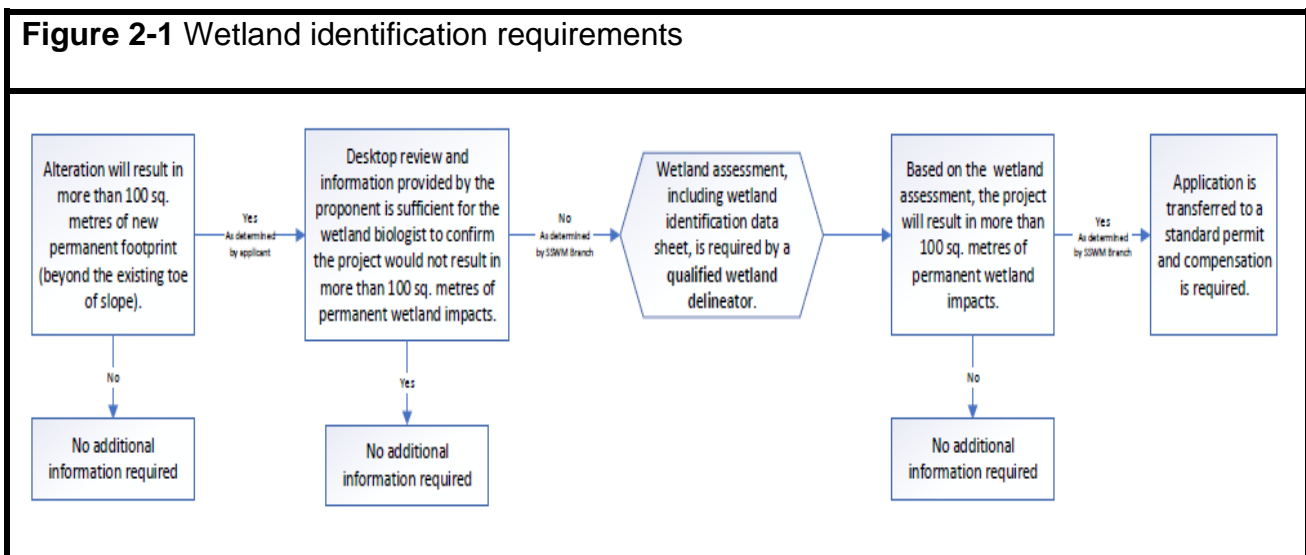 Figure 2-1 Wetland identification requirements
Alteration will result in
more than 100 sq.
metres of new
permanent footprint
(beyond the existing toe
of slope).
Yes
As determined
by applicant
No
No additional
information required
Desktop review and
information provided by the
proponent is sufficient for the
wetland biologist to confirm
the project would not result in
more than 100 sq. metres of
permanent wetland impacts.
No
As determined
by SSWM Branch
Yes
No additional
information required
Wetland assessment,
including wetland
identification data
sheet, is required by a
qualified wetland
delineator.
Based on the wetland
assessment, the project
will result in more than
100 sq. metres of
permanent wetland
impacts.
Yes
As determined
by SSWM Branch
No
No additional
information required
Application is
transferred to a
standard permit
and compensation
is required.